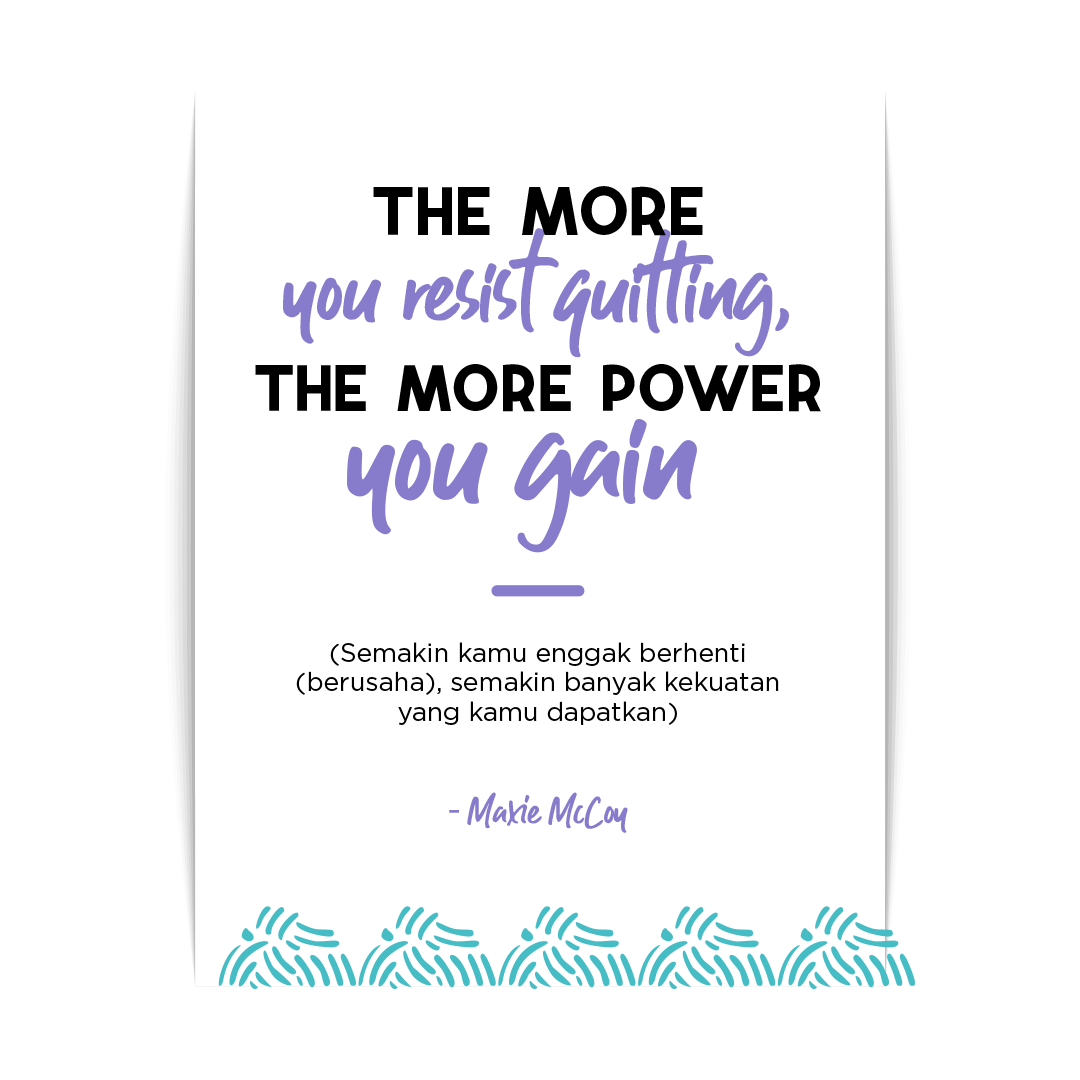 THE MORE
you resist quitting,
THE MORE POWER
you gain
(Semakin kamu enggak berhenti
(berusaha), semakin banyak kekuatan
yang kamu dapatkan)
- Maxie McCoy